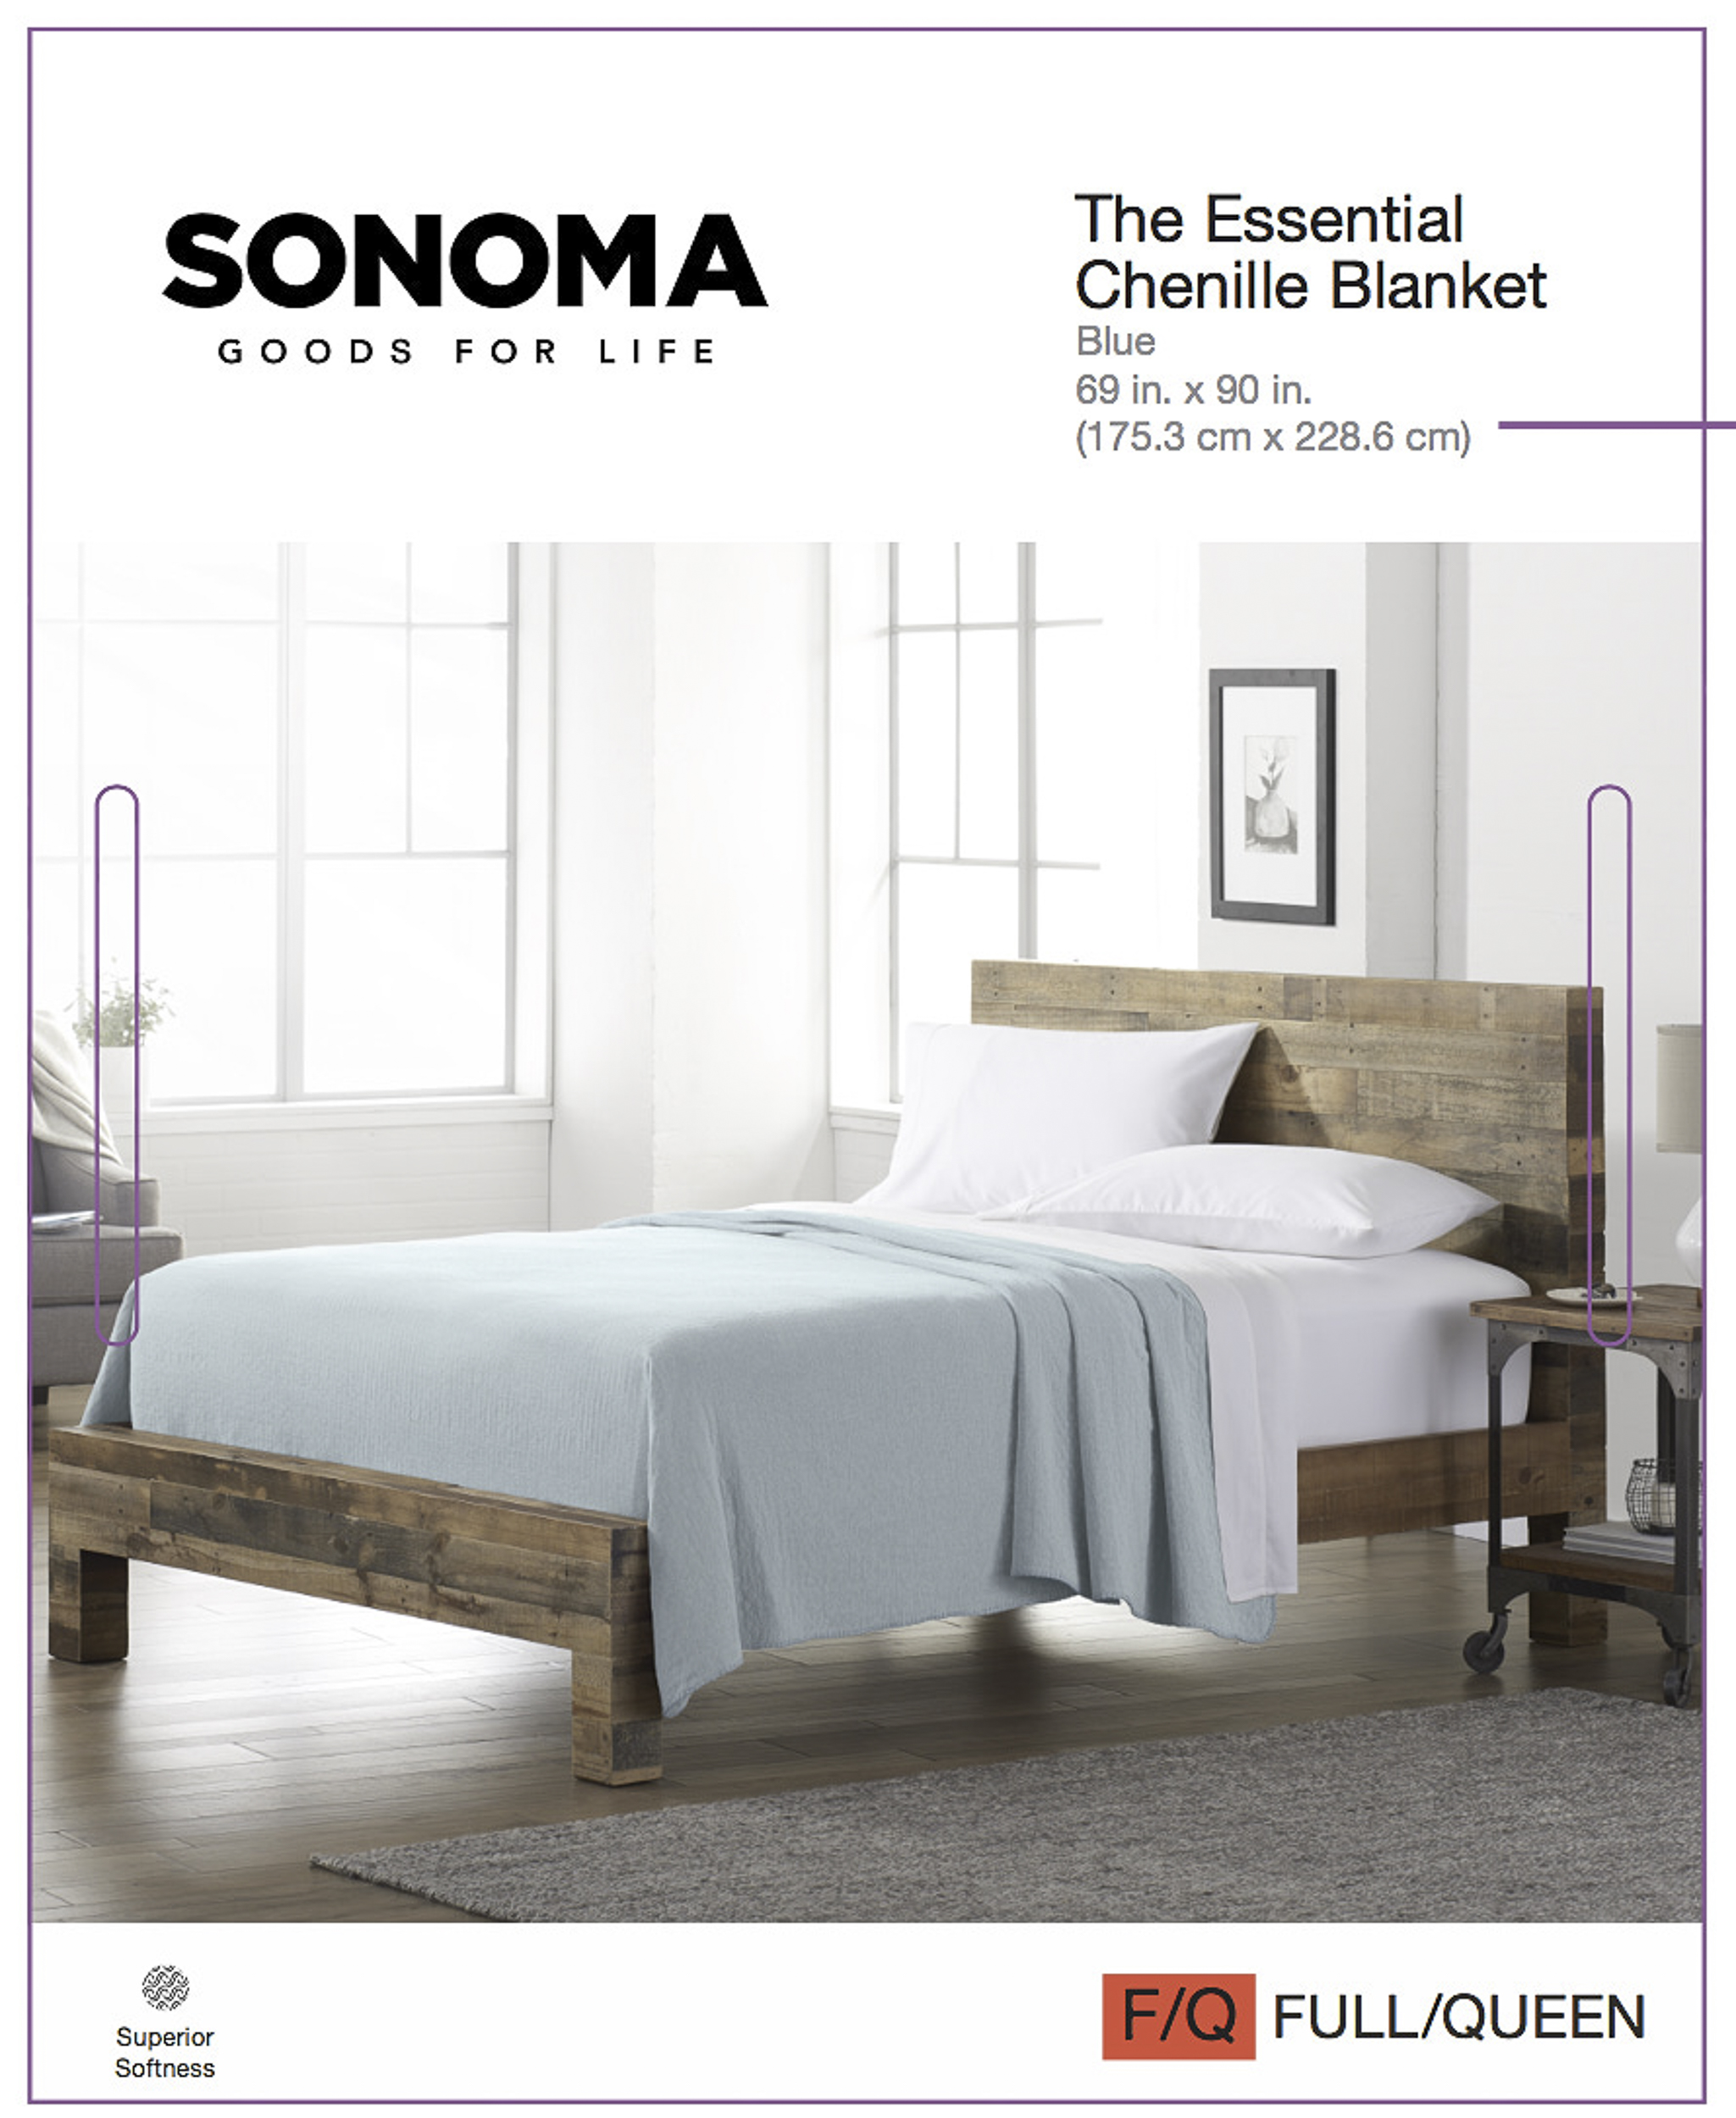 SONOMA
GOODS FOR LIFE
The Essential
Chenille Blanket
Blue
69 in. x 90 in.
(175.3 cm x 228.6 cm)
Superior
Softness
F/Q FULL/QUEEN